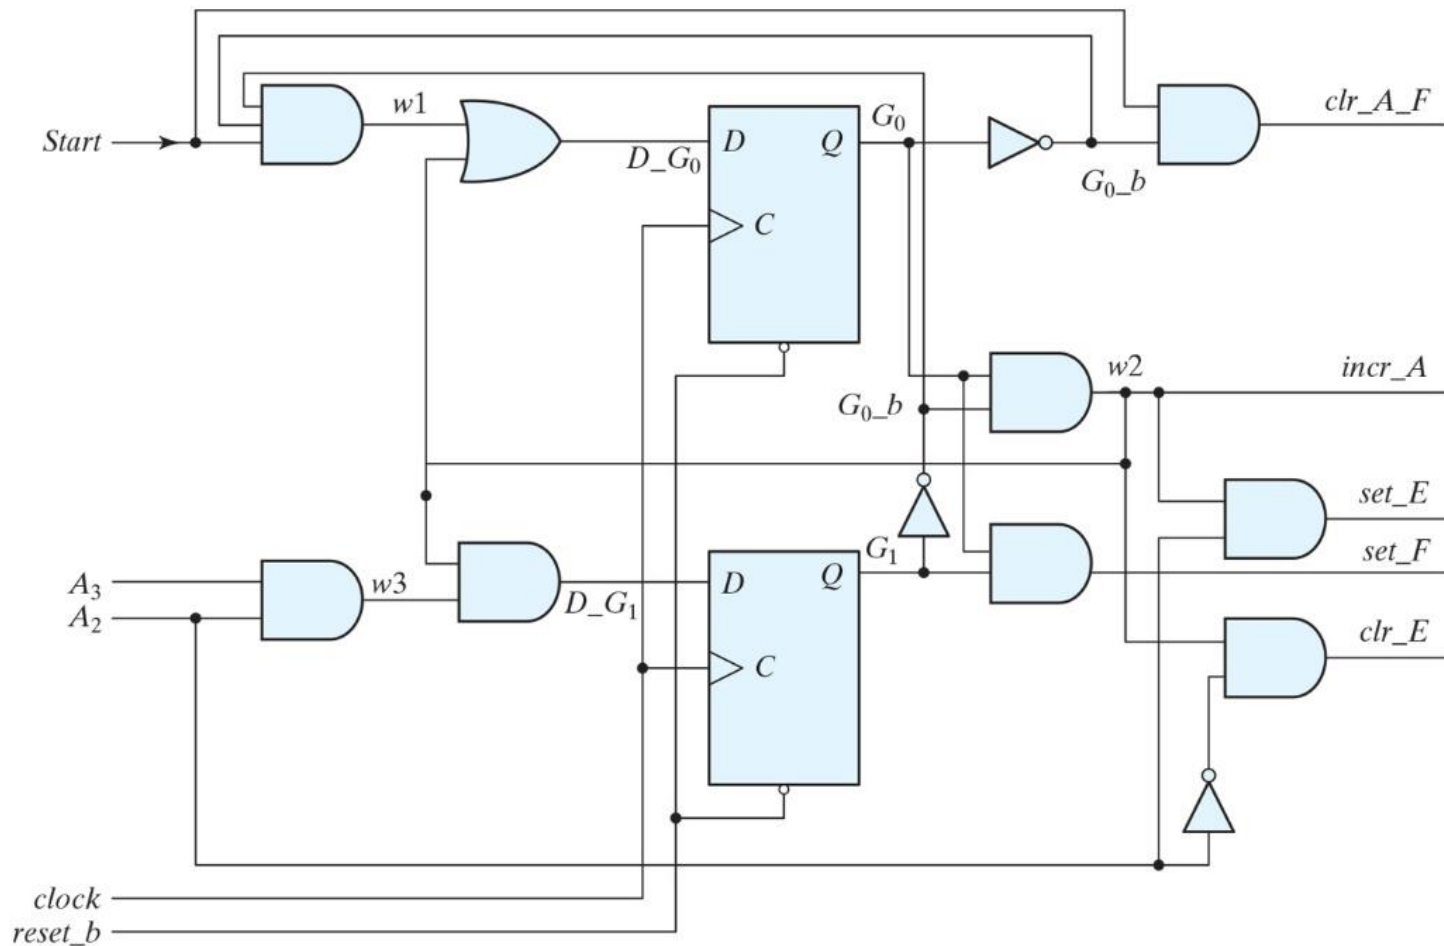 w1
Start
D_G₀
D
Q
C
G₀
G₀_b
clr_A_F
G₀_b
w2
incr_A
set_E
set_F
clr_E
A₃
A₂
w3
D_G₁
D
Q
C
G₁
clock
reset_b